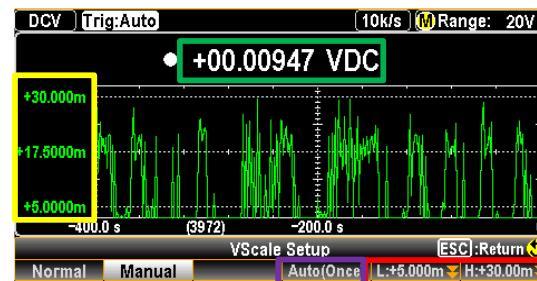 DCV Trig:Auto 10k/s M Range: 20V
+00.00947 VDC
+30.000m
+17.5000m
+5.0000m
-400.0 s (3972) -200.0 s
VScale Setup ESC:Return
Normal Manual Auto(Once L:+5.000m H:+30.00m